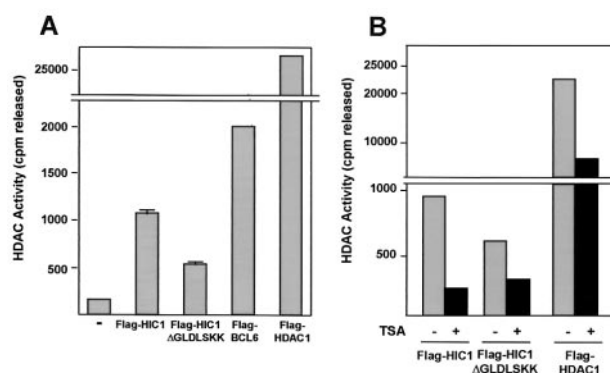 A
HDAC Activity (cpm released)
25000
2000
1000
500
-
Flag-HIC1
Flag-HIC1
ΔGLDLSKK
Flag-
BCL6
Flag-
HDAC1
B
HDAC Activity (cpm released)
25000
20000
10000
1000
500
TSA
- + - + - +
Flag-HIC1
Flag-HIC1
ΔGLDLSKK
Flag-
HDAC1